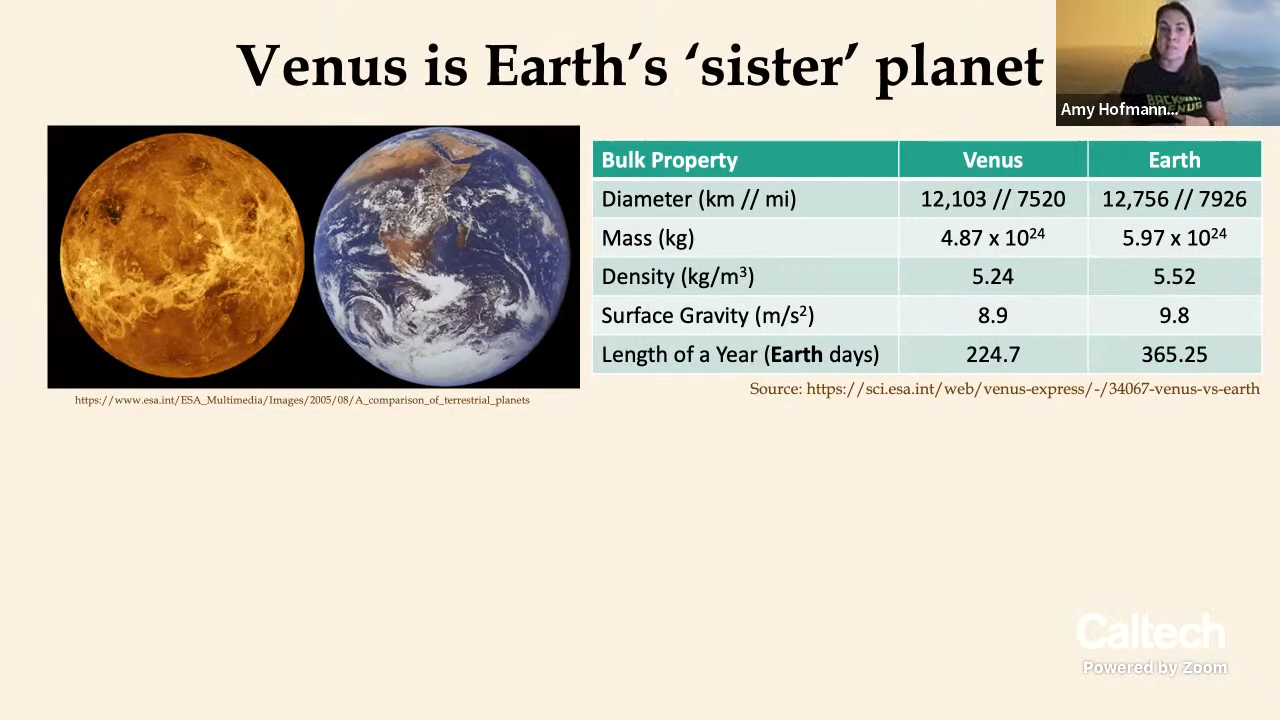 Venus is Earth’s ‘sister’ planet
Amy Hofmann...
BACK
Bulk Property Venus Earth
Diameter (km // mi) 12,103 // 7520 12,756 // 7926
Mass (kg) 4.87 x 10²⁴ 5.97 x 10²⁴
Density (kg/m³) 5.24 5.52
Surface Gravity (m/s²) 8.9 9.8
Length of a Year (Earth days) 224.7 365.25
https://www.esa.int/ESA_Multimedia/Images/2005/08/A_comparison_of_terrestrial_planets
Source: https://sci.esa.int/web/venus-express/-/34067-venus-vs-earth
Caltech
Powered by Zoom